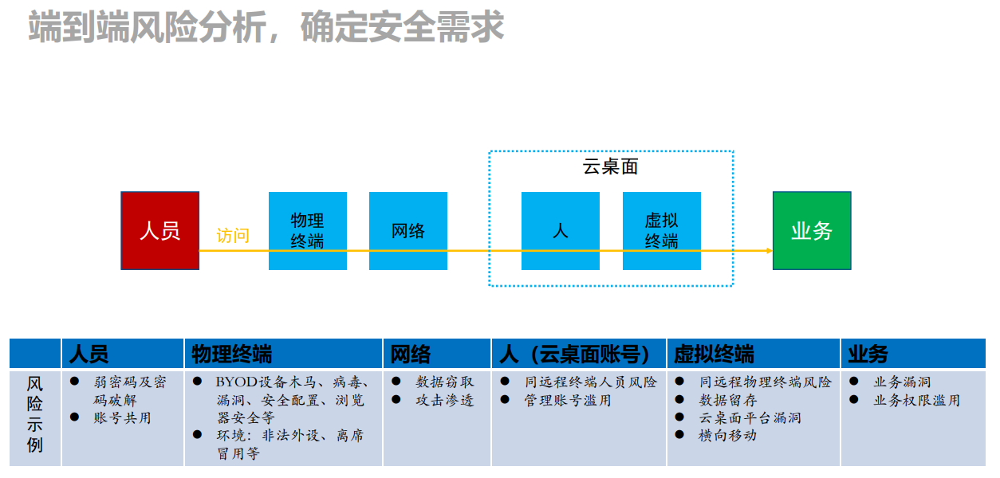 端到端风险分析，确定安全需求
云桌面
人员
访问
物理
终端
网络
人
虚拟
终端
业务
人员
物理终端
网络
人（云桌面账号）
虚拟终端
业务
风
险
示
例
● 弱密码及密
码破解
● 账号共用
● BYOD设备木马、病毒、
漏洞、安全配置、浏览
器安全等
● 环境：非法外设、离席
冒用等
● 数据窃取
● 攻击渗透
● 同远程终端人员风险
● 管理账号滥用
● 同远程物理终端风险
● 数据留存
● 云桌面平台漏洞
● 横向移动
● 业务漏洞
● 业务权限滥用